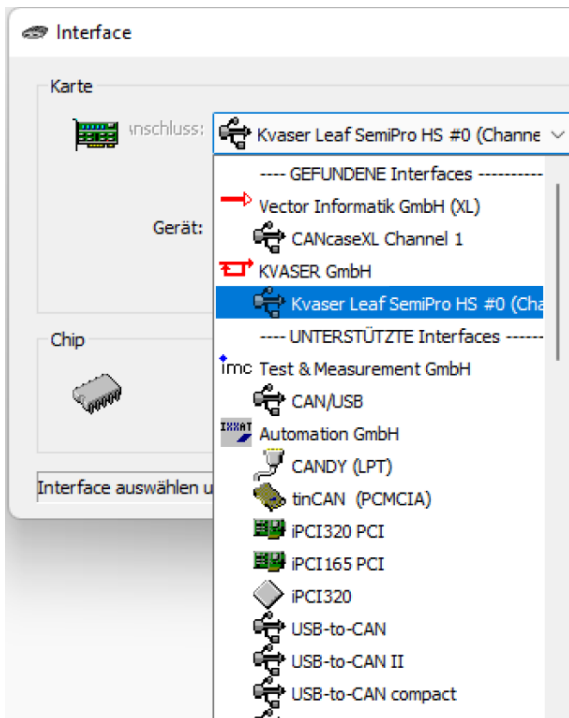 Interface
Karte
Anschluss:
Kvaser Leaf SemiPro HS #0 (Channe
---- GEFUNDENE Interfaces ----------
Vector Informatik GmbH (XL)
Gerät:
CANcaseXL Channel 1
KVASER GmbH
Kvaser Leaf SemiPro HS #0 (Cha
Chip
---- UNTERSTÜTZTE Interfaces ------
imc Test & Measurement GmbH
CAN/USB
IXXAT Automation GmbH
CANDY (LPT)
Interface auswählen u
tinCAN (PCMCIA)
iPCI320 PCI
iPCI165 PCI
iPCI320
USB-to-CAN
USB-to-CAN II
USB-to-CAN compact